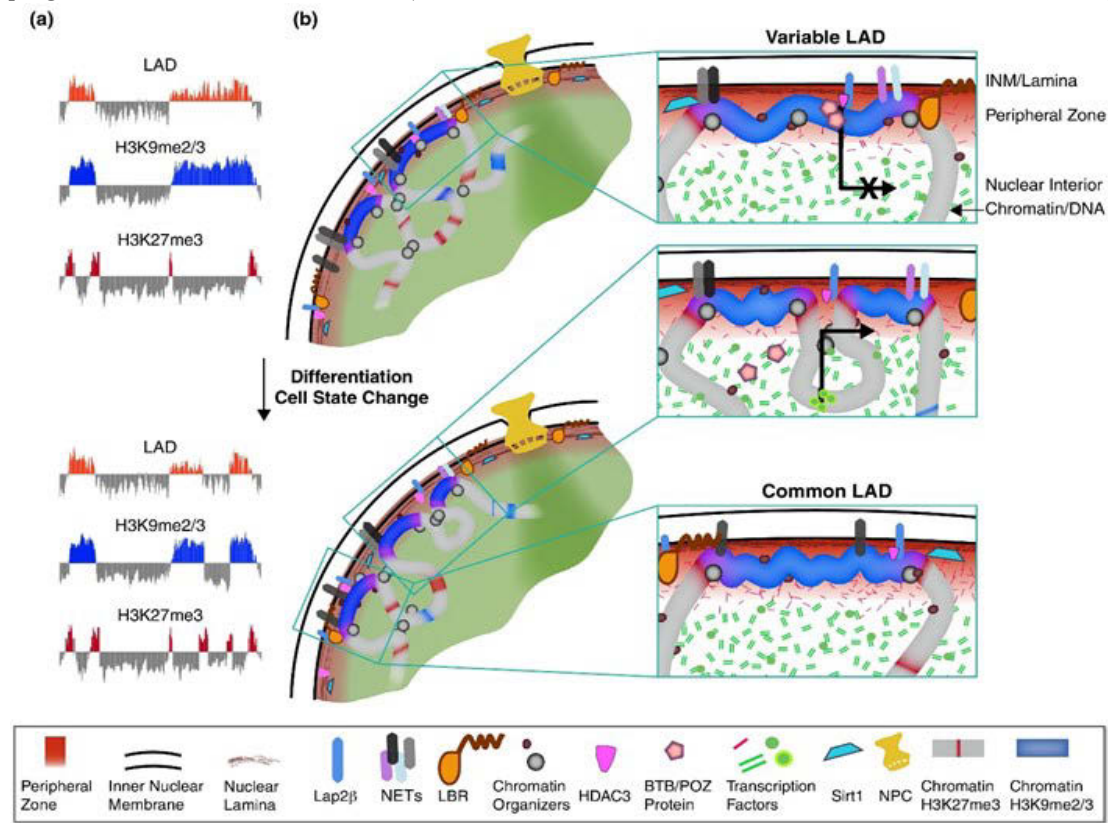 (a)
(b)
LAD
H3K9me2/3
H3K27me3
Differentiation
Cell State Change
LAD
H3K9me2/3
H3K27me3
Variable LAD
INM/Lamina
Peripheral Zone
Nuclear Interior
Chromatin/DNA
X
Common LAD
Peripheral
Zone
Inner Nuclear
Membrane
Nuclear
Lamina
Lap2β
NETs
LBR
Chromatin
Organizers
HDAC3
BTB/POZ
Protein
Transcription
Factors
Sirt1
NPC
Chromatin
H3K27me3
Chromatin
H3K9me2/3